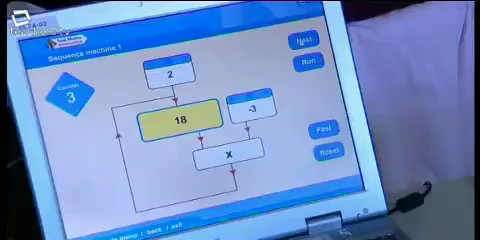 Sequence machine 1
Next
Run
Counter
3
2
18
-3
X
Fast
Reset
menu | back | exit